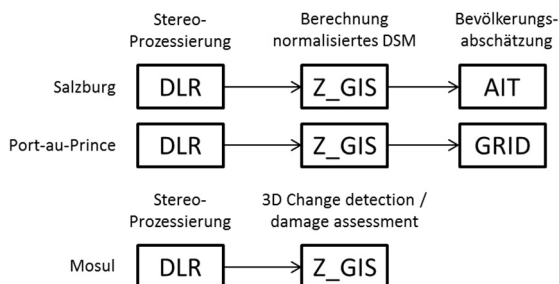 Stereo-
Prozessierung
Berechnung
normalisiertes DSM
Bevölkerungs-
abschätzung
Salzburg
DLR
Z_GIS
AIT
Port-au-Prince
DLR
Z_GIS
GRID
Stereo-
Prozessierung
3D Change detection /
damage assessment
Mosul
DLR
Z_GIS